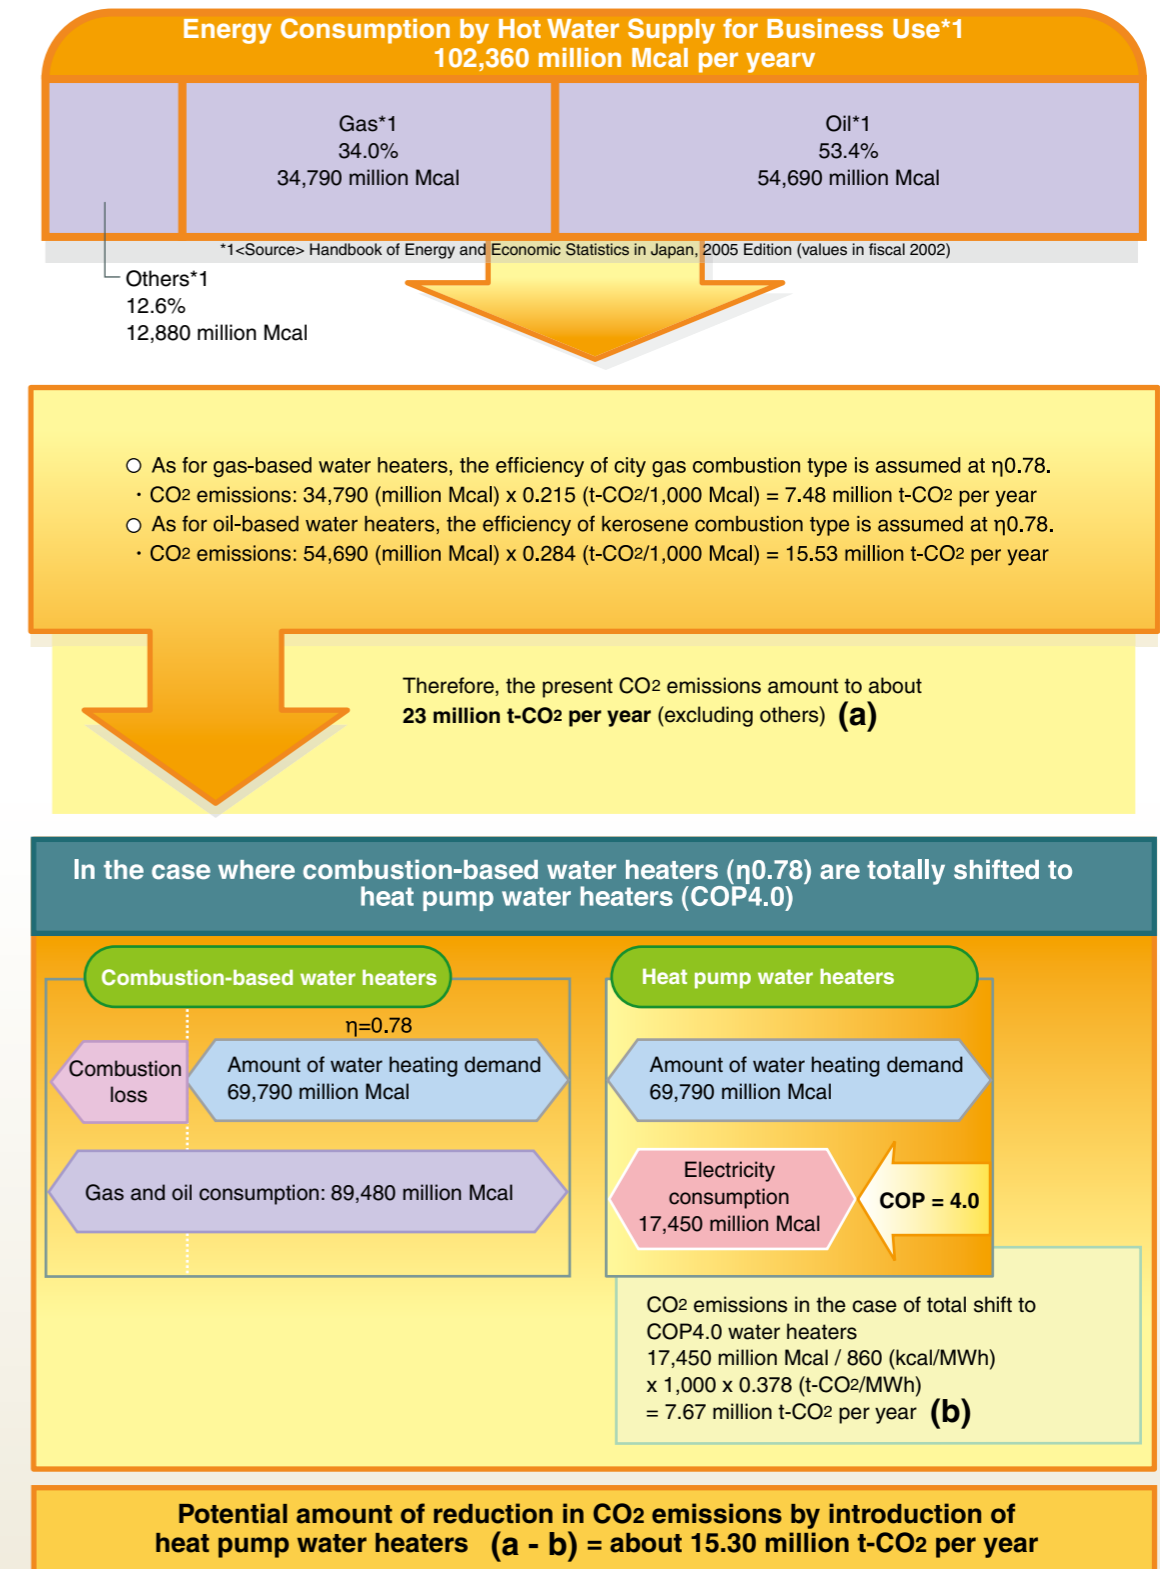 Energy Consumption by Hot Water Supply for Business Use*1
102,360 million Mcal per yearv
Gas*1
34.0%
34,790 million Mcal
Oil*1
53.4%
54,690 million Mcal
*1<Source> Handbook of Energy and Economic Statistics in Japan, 2005 Edition (values in fiscal 2002)
Others*1
12.6%
12,880 million Mcal
○ As for gas-based water heaters, the efficiency of city gas combustion type is assumed at η0.78.
・CO2 emissions: 34,790 (million Mcal) x 0.215 (t-CO2/1,000 Mcal) = 7.48 million t-CO2 per year
○ As for oil-based water heaters, the efficiency of kerosene combustion type is assumed at η0.78.
・CO2 emissions: 54,690 (million Mcal) x 0.284 (t-CO2/1,000 Mcal) = 15.53 million t-CO2 per year
Therefore, the present CO2 emissions amount to about
23 million t-CO2 per year (excluding others) (a)
In the case where combustion-based water heaters (η0.78) are totally shifted to
heat pump water heaters (COP4.0)
Combustion-based water heaters
η=0.78
Combustion
loss
Amount of water heating demand
69,790 million Mcal
Gas and oil consumption: 89,480 million Mcal
Heat pump water heaters
Amount of water heating demand
69,790 million Mcal
Electricity
consumption
17,450 million Mcal
COP = 4.0
CO2 emissions in the case of total shift to
COP4.0 water heaters
17,450 million Mcal / 860 (kcal/MWh)
x 1,000 x 0.378 (t-CO2/MWh)
= 7.67 million t-CO2 per year (b)
Potential amount of reduction in CO2 emissions by introduction of
heat pump water heaters (a - b) = about 15.30 million t-CO2 per year